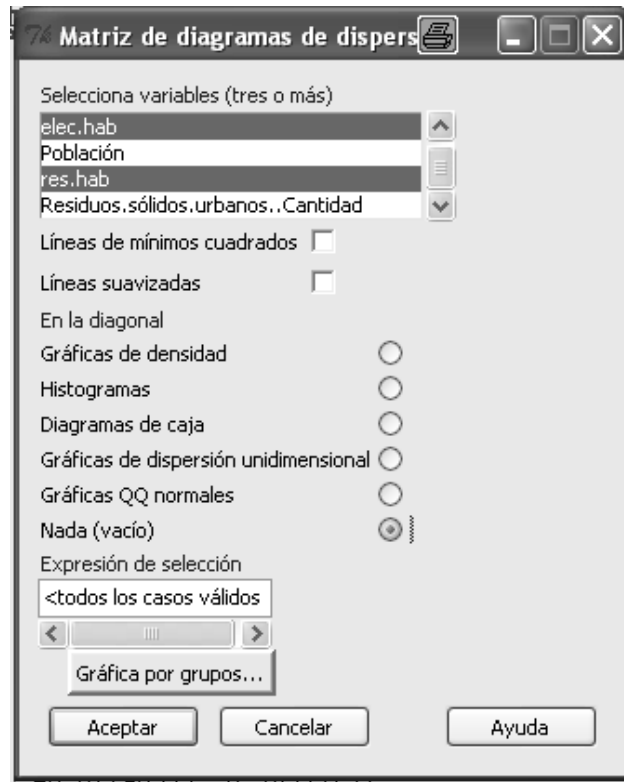 Matriz de diagramas de dispers
Selecciona variables (tres o más)
elec.hab
Población
res.hab
Residuos.sólidos.urbanos..Cantidad
Líneas de mínimos cuadrados
Líneas suavizadas
En la diagonal
Gráficas de densidad
Histogramas
Diagramas de caja
Gráficas de dispersión unidimensional
Gráficas QQ normales
Nada (vacío)
Expresión de selección
<todos los casos válidos
Gráfica por grupos...
Aceptar Cancelar Ayuda